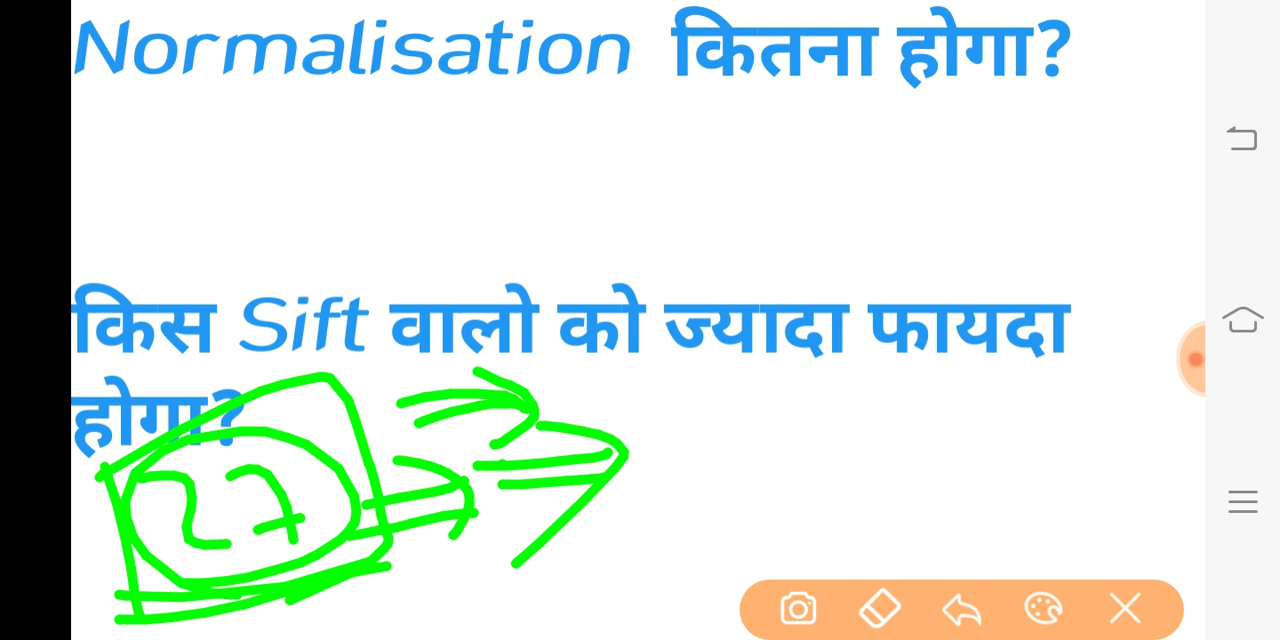 Normalisation कितना होगा?
किस Sift वालो को ज्यादा फायदा
होगा?
27